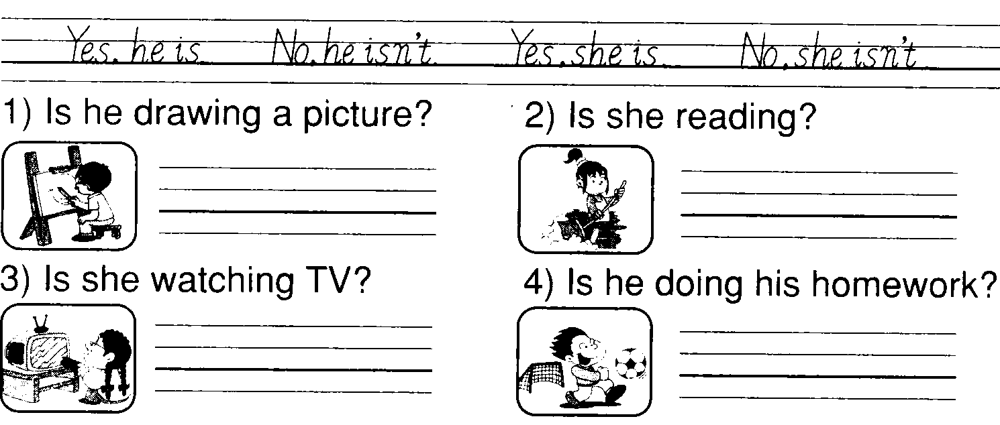 Yes, he is. No, he isn't. Yes, she is. No, she isn't.
1) Is he drawing a picture? 2) Is she reading?
3) Is she watching TV? 4) Is he doing his homework?